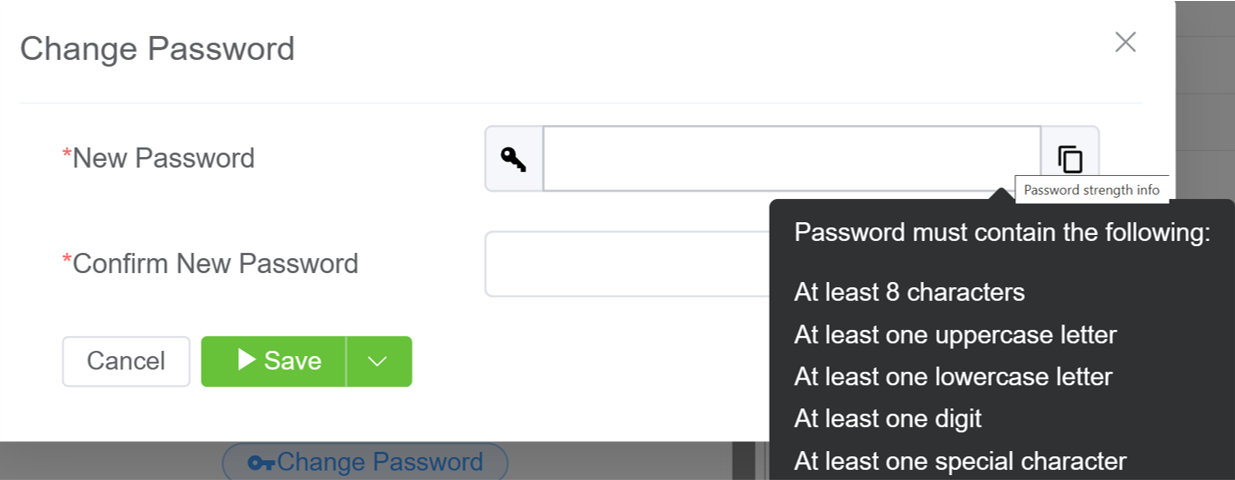 Change Password
*New Password
Password strength info
Password must contain the following:
*Confirm New Password
At least 8 characters
At least one uppercase letter
Cancel
Save
At least one lowercase letter
At least one digit
Change Password
At least one special character